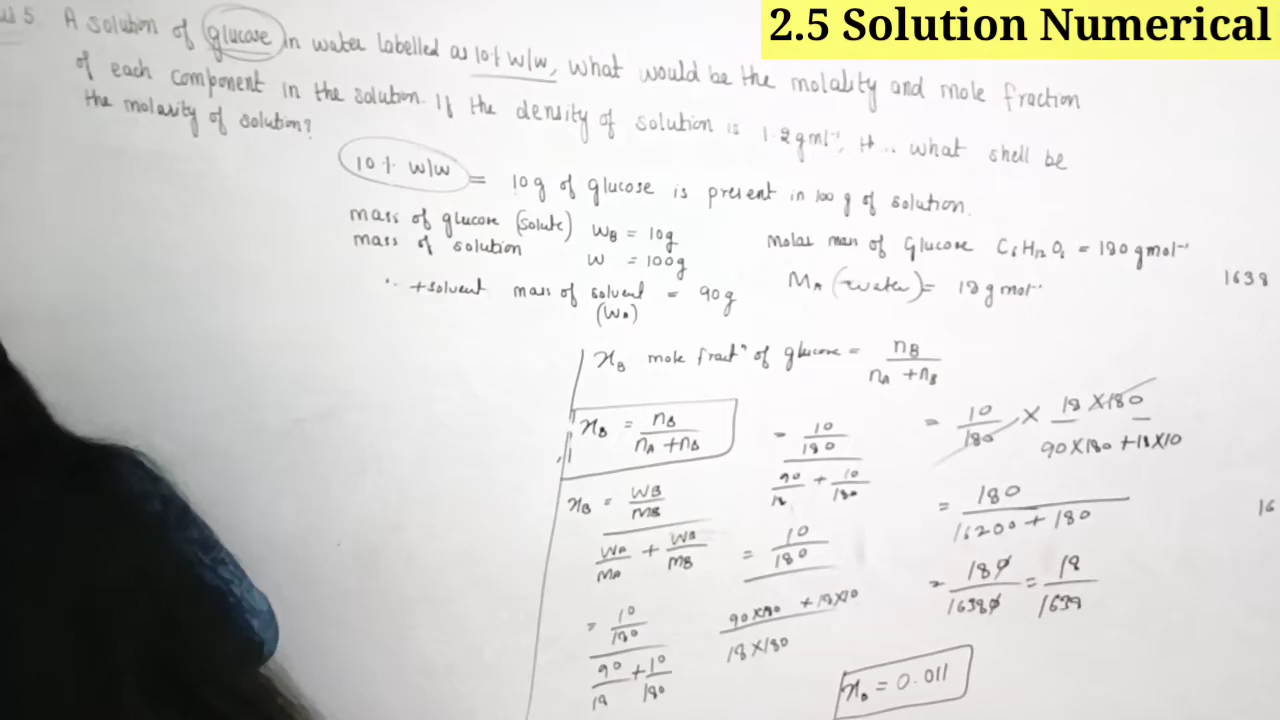 2.5 Solution Numerical
5 A solution of glucose in water labelled as 10% w/w, what would be the molality and mole fraction
of each component in the solution. If the density of solution is 1.2 g ml⁻¹, what shell be
the molarity of solution?
10% w/w = 10g of glucose is present in 100 g of solution.
mass of glucose (solute) WB = 10g
mass of solution W = 100g
Molar mass of Glucose C₆H₁₂O₆ = 180 gmol⁻¹
MA (water) = 18 g mol⁻¹
1638
+solvent mass of solvent = 90g
(WA)
xB mole fractⁿ of glucose = nB / (nA + nB)
xB = nB / (nA + nB)
xB = (WB/MB) / (WA/MA + WB/MB)
= (10/180) / (90/18 + 10/180)
= (10/180) / (90/18 + 10/180)
= (10/180) / ((90×180 + 18×10) / (18×180))
= 10/180 × (18×180) / (90×180 + 18×10)
= 180 / (16200 + 180)
16
= 180/16380 = 18/1638
xB = 0.011